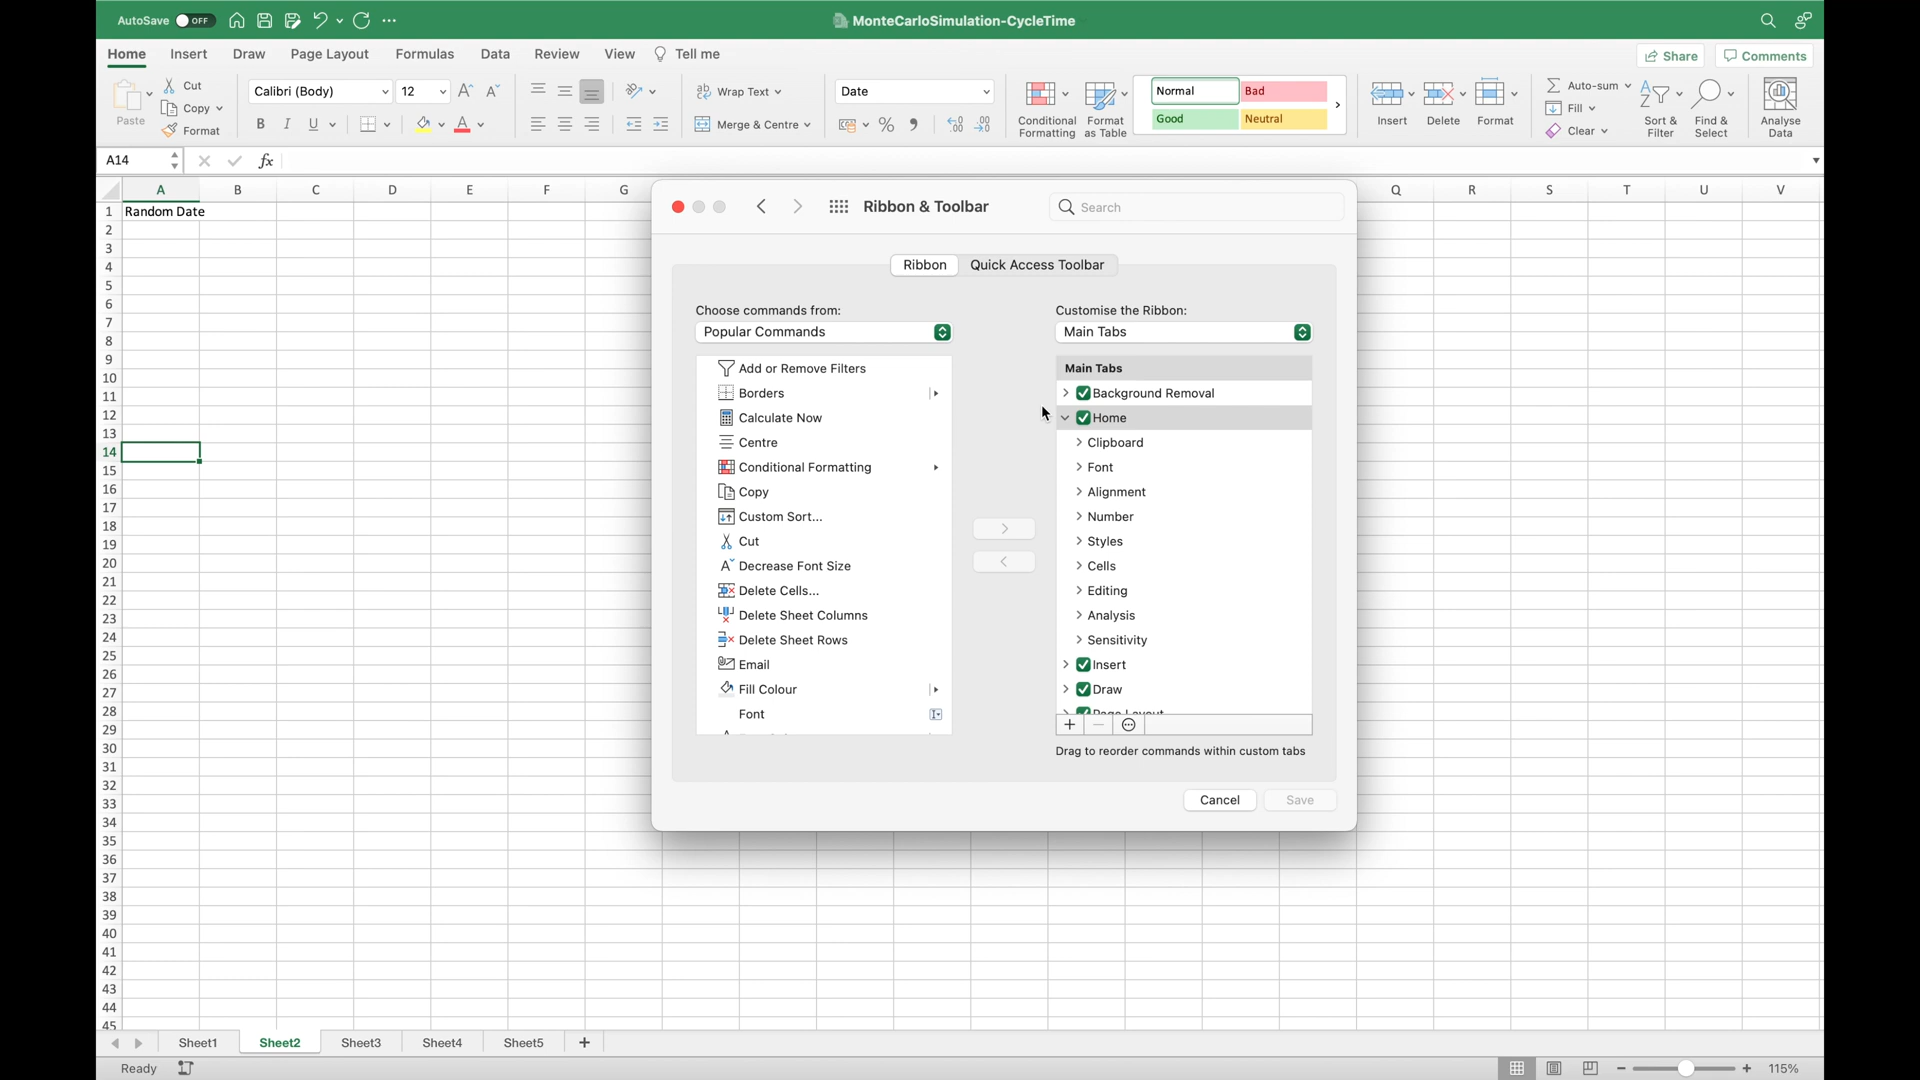 AutoSave OFF MonteCarloSimulation-CycleTime
Home Insert Draw Page Layout Formulas Data Review View Tell me Share Comments
Paste Cut Copy Format
Calibri (Body) 12
B I U
Wrap Text
Merge & Centre
Date
Conditional Formatting
Format as Table
Normal Bad
Good Neutral
Insert Delete Format
Auto-sum
Fill
Clear
Sort & Filter
Find & Select
Analyse Data
A14 fx
A B C D E F G Q R S T U V
1 Random Date
2
3
4
5
6
7
8
9
10
11
12
13
14
15
16
17
18
19
20
21
22
23
24
25
26
27
28
29
30
31
32
33
34
35
36
37
38
39
40
41
42
43
44
45
Ribbon & Toolbar Search
Ribbon Quick Access Toolbar
Choose commands from:
Popular Commands
Add or Remove Filters
Borders
Calculate Now
Centre
Conditional Formatting
Copy
Custom Sort...
Cut
Decrease Font Size
Delete Cells...
Delete Sheet Columns
Delete Sheet Rows
Email
Fill Colour
Font
Customise the Ribbon:
Main Tabs
Main Tabs
Background Removal
Home
Clipboard
Font
Alignment
Number
Styles
Cells
Editing
Analysis
Sensitivity
Insert
Draw
Page Layout
Drag to reorder commands within custom tabs
Cancel Save
Sheet1 Sheet2 Sheet3 Sheet4 Sheet5
Ready 115%